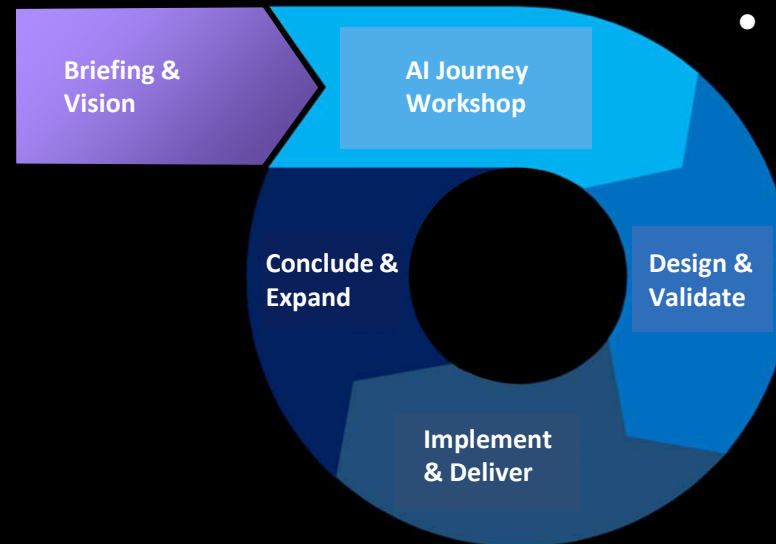 Briefing &
Vision
AI Journey
Workshop
Design &
Validate
Implement
& Deliver
Conclude &
Expand